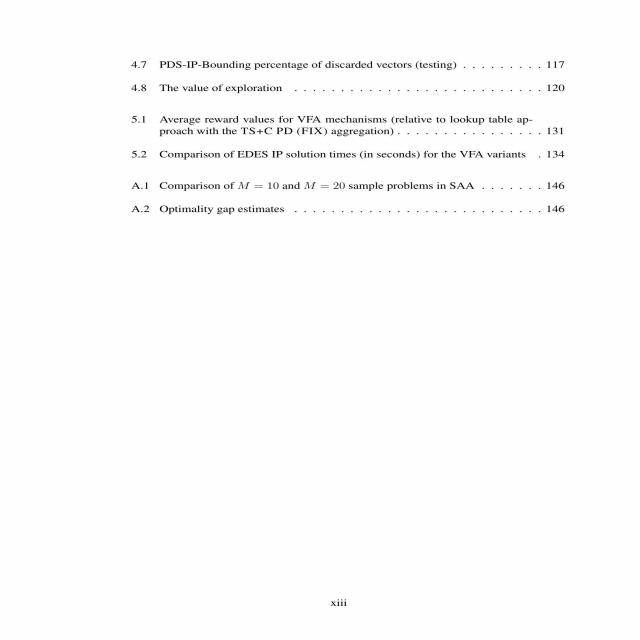 4.7 PDS-IP-Bounding percentage of discarded vectors (testing) . . . . . . . . . 117
4.8 The value of exploration . . . . . . . . . . . . . . . . . . . . . . . . . . . 120
5.1 Average reward values for VFA mechanisms (relative to lookup table ap-
proach with the TS+C PD (FIX) aggregation) . . . . . . . . . . . . . . . . 131
5.2 Comparison of EDES IP solution times (in seconds) for the VFA variants . 134
A.1 Comparison of M = 10 and M = 20 sample problems in SAA . . . . . . . 146
A.2 Optimality gap estimates . . . . . . . . . . . . . . . . . . . . . . . . . . . 146
xiii